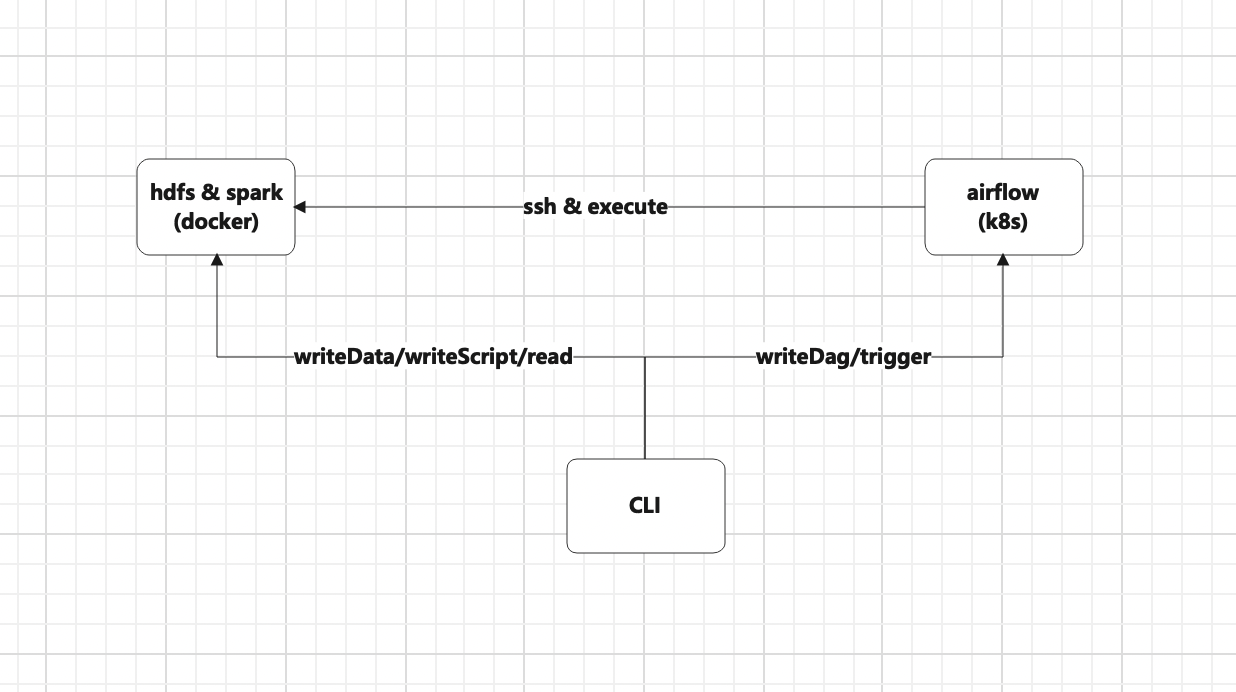 hdfs & spark
(docker)
ssh & execute
airflow
(k8s)
writeData/writeScript/read
writeDag/trigger
CLI